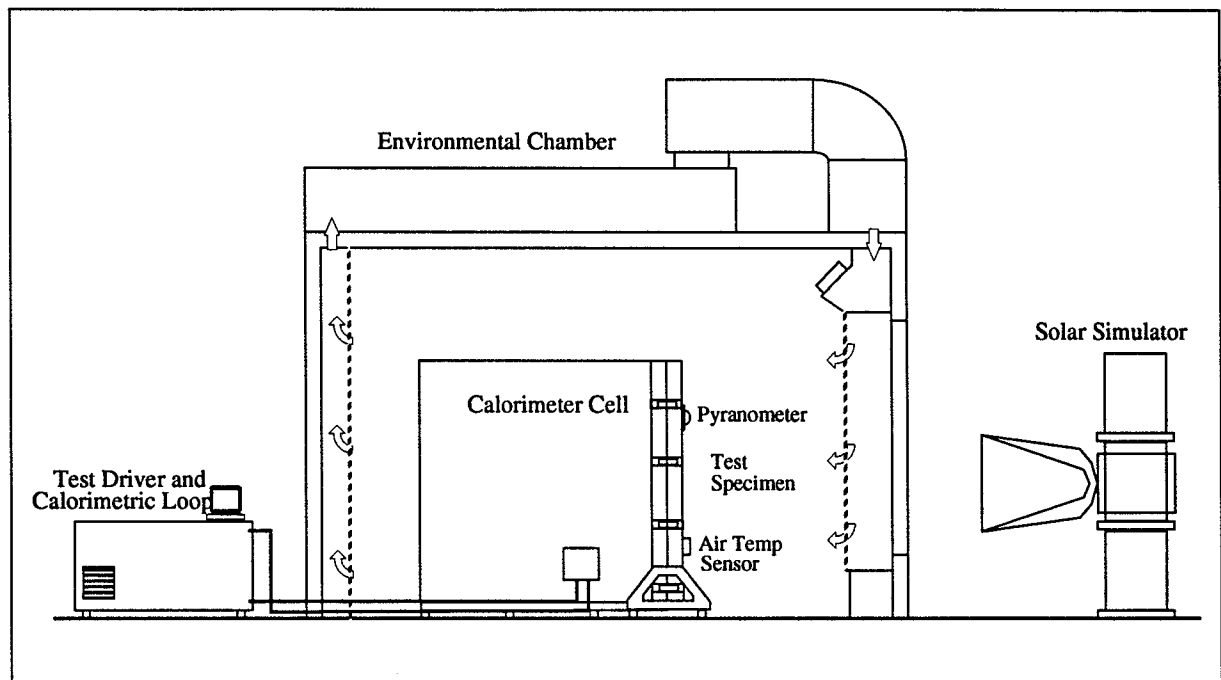 Environmental Chamber
Solar Simulator
Calorimeter Cell
Pyranometer
Test
Specimen
Test Driver and
Calorimetric Loop
Air Temp
Sensor